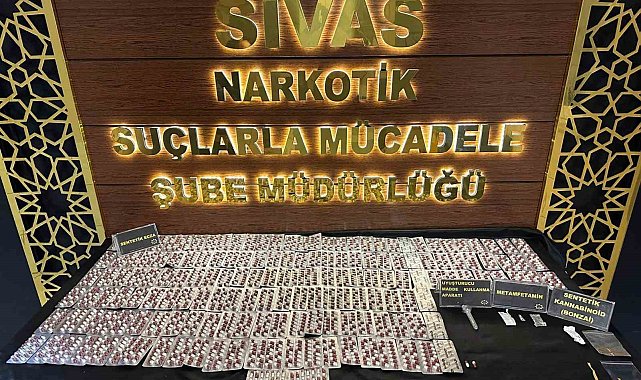 SİVAS
NARKOTİK
SUÇLARLA MÜCADELE
ŞUBE MÜDÜRLÜĞÜ
SENTETİK ECZA
UYUŞTURUCU
MADDE KULLANMA
APARATI
METAMFETAMİN
SENTETİK
KANNABİNOİD
(BONZAİ)